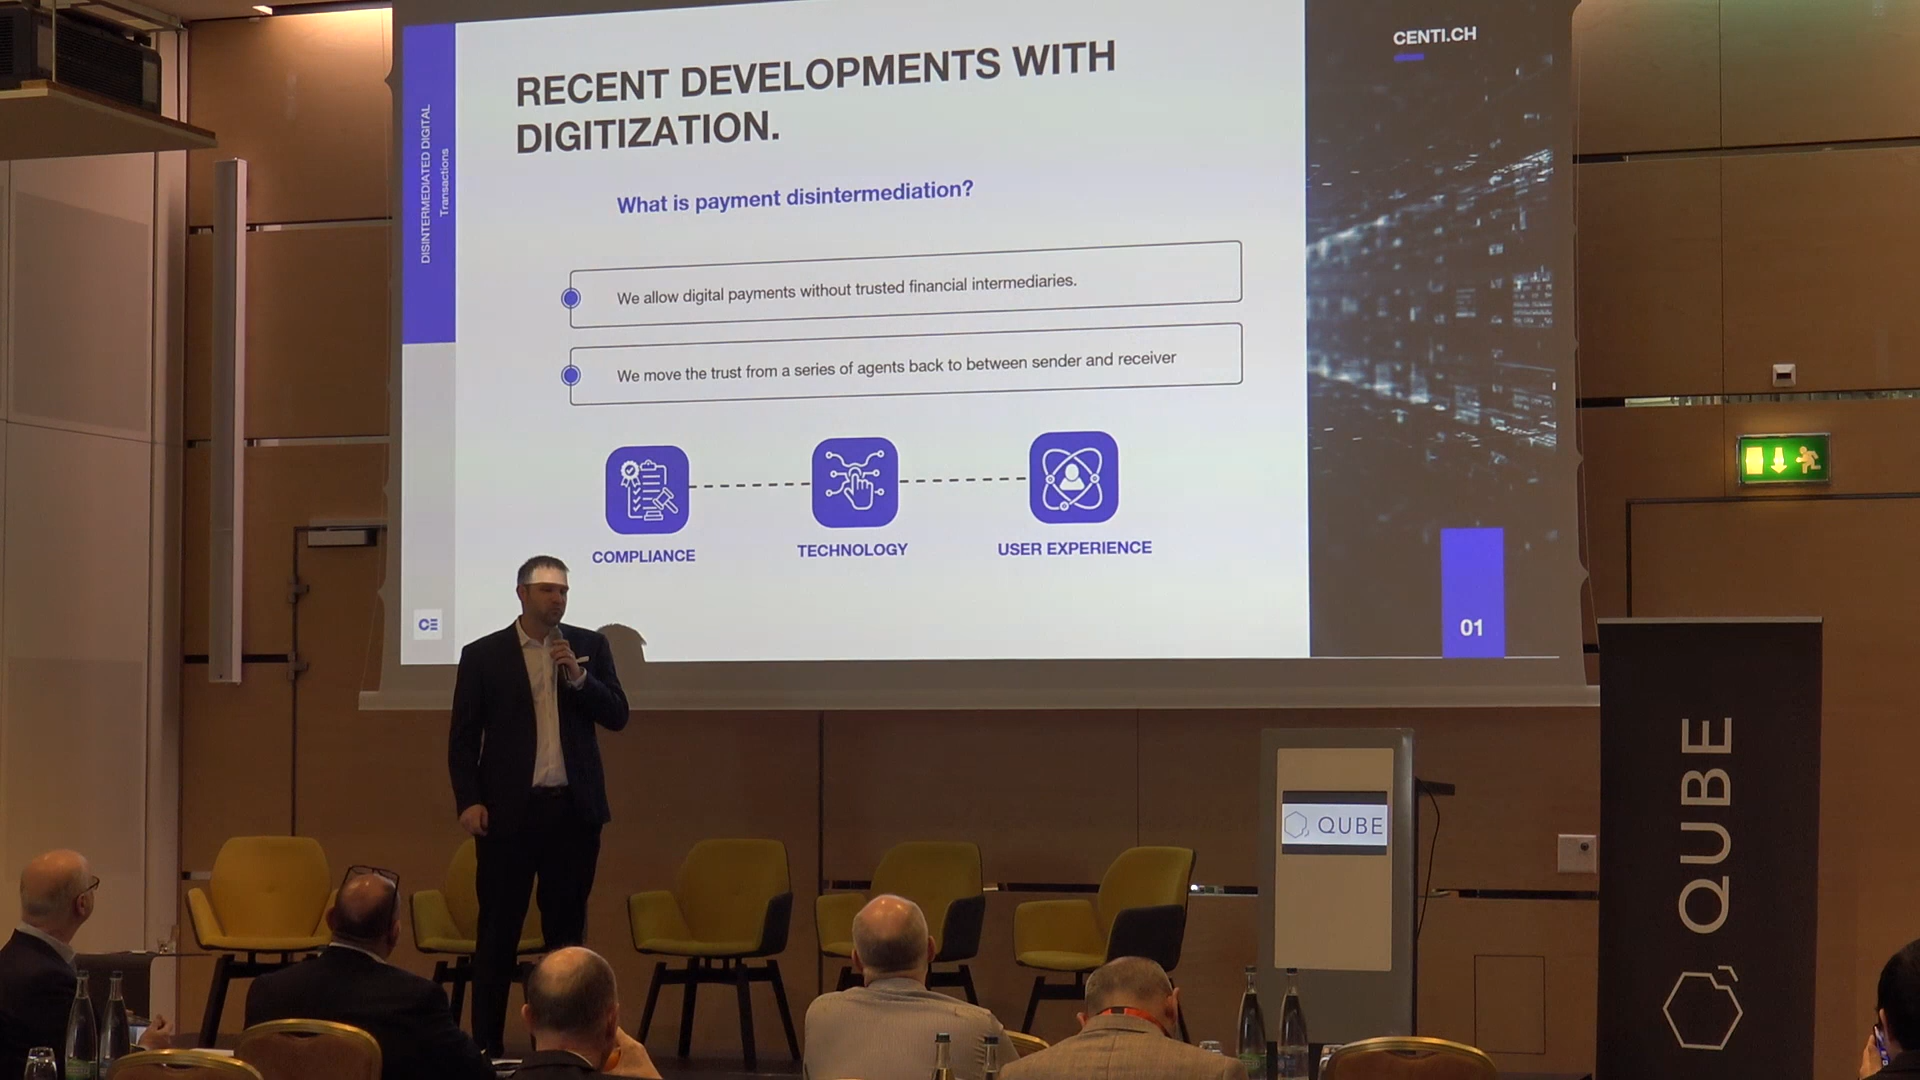 DISINTERMEDIATED DIGITAL
Transactions
RECENT DEVELOPMENTS WITH
DIGITIZATION.
CENTI.CH
What is payment disintermediation?
We allow digital payments without trusted financial intermediaries.
We move the trust from a series of agents back to between sender and receiver
COMPLIANCE
TECHNOLOGY
USER EXPERIENCE
CE
01
QUBE
QUBE